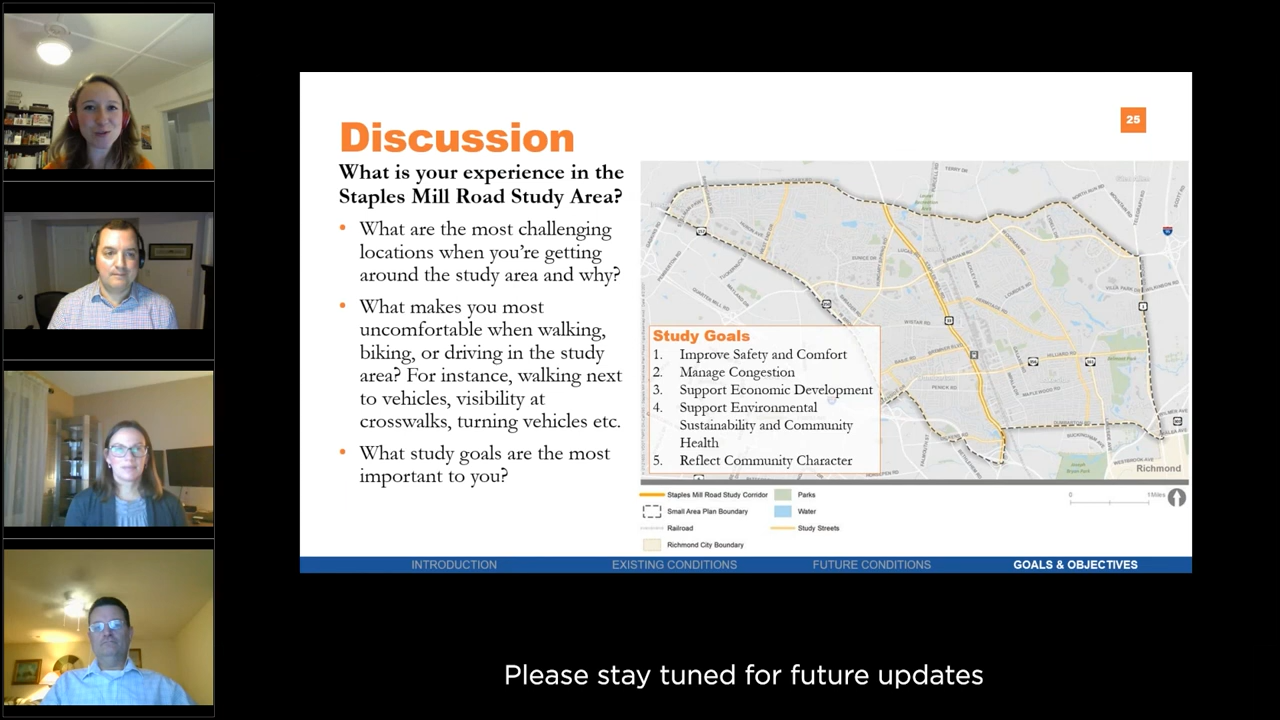 Discussion
25
What is your experience in the
Staples Mill Road Study Area?
• What are the most challenging
locations when you're getting
around the study area and why?
• What makes you most
uncomfortable when walking,
biking, or driving in the study
area? For instance, walking next
to vehicles, visibility at
crosswalks, turning vehicles etc.
• What study goals are the most
important to you?
Study Goals
1. Improve Safety and Comfort
2. Manage Congestion
3. Support Economic Development
4. Support Environmental
Sustainability and Community
Health
5. Reflect Community Character
Richmond
Staples Mill Road Study Corridor
Parks
Small Area Plan Boundary
Water
Railroad
Study Streets
Richmond City Boundary
0 1 Miles
INTRODUCTION
EXISTING CONDITIONS
FUTURE CONDITIONS
GOALS & OBJECTIVES
Please stay tuned for future updates